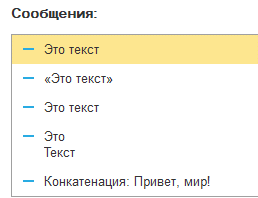 Сообщения:
— Это текст
— «Это текст»
— Это текст
— Это
Текст
— Конкатенация: Привет, мир!